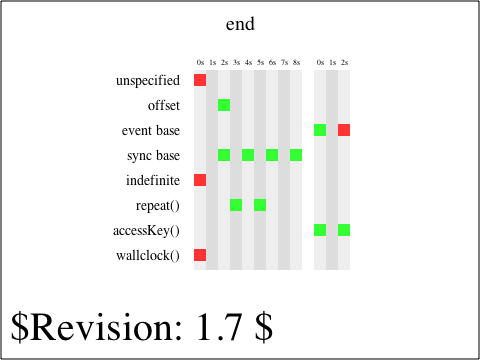 end
0s 1s 2s 3s 4s 5s 6s 7s 8s 0s 1s 2s
unspecified
offset
event base
sync base
indefinite
repeat()
accessKey()
wallclock()
$Revision: 1.7 $